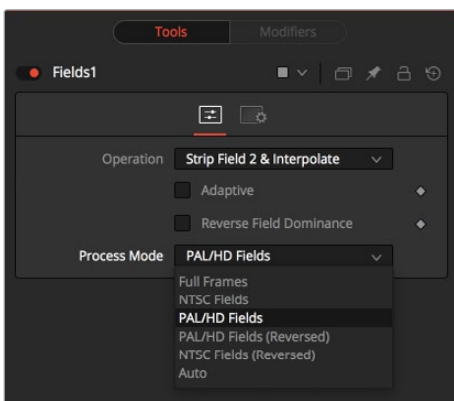 Tools Modifiers
Fields1
Operation Strip Field 2 & Interpolate
Adaptive
Reverse Field Dominance
Process Mode PAL/HD Fields
Full Frames
NTSC Fields
PAL/HD Fields
PAL/HD Fields (Reversed)
NTSC Fields (Reversed)
Auto